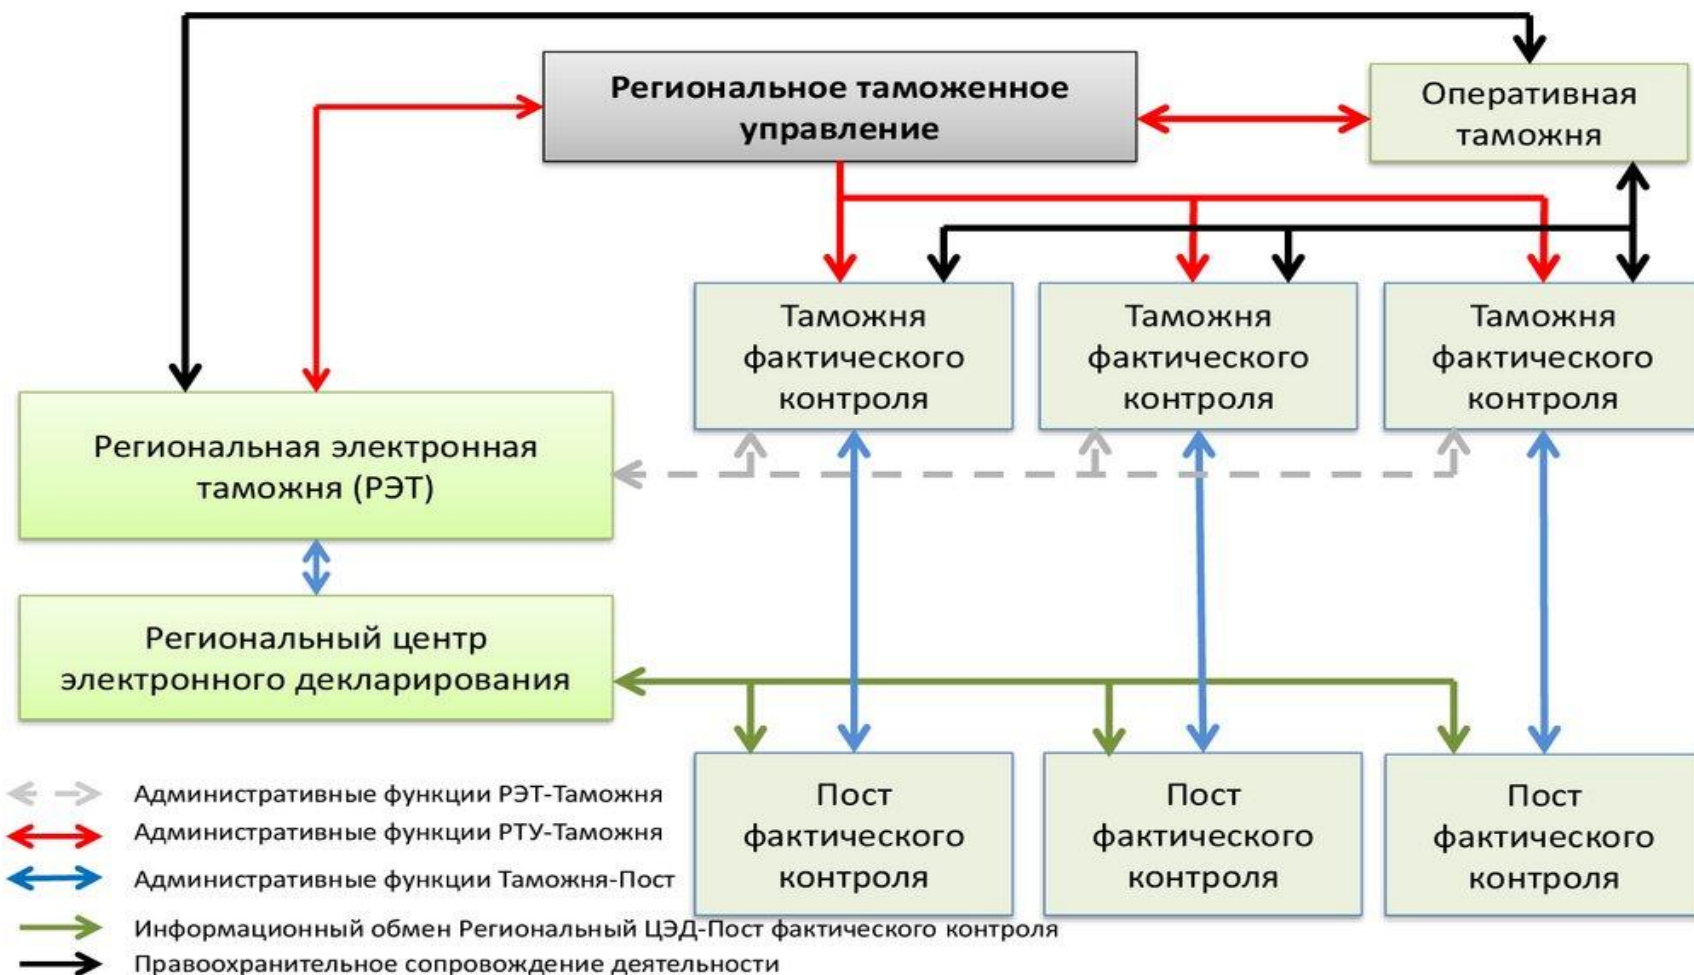 Региональное таможенное
управление
Оперативная
таможня
Таможня
фактического
контроля
Таможня
фактического
контроля
Таможня
фактического
контроля
Региональная электронная
таможня (РЭТ)
Региональный центр
электронного декларирования
Пост
фактического
контроля
Пост
фактического
контроля
Пост
фактического
контроля
Административные функции РЭТ-Таможня
Административные функции РТУ-Таможня
Административные функции Таможня-Пост
Информационный обмен Региональный ЦЭД-Пост фактического контроля
Правоохранительное сопровождение деятельности